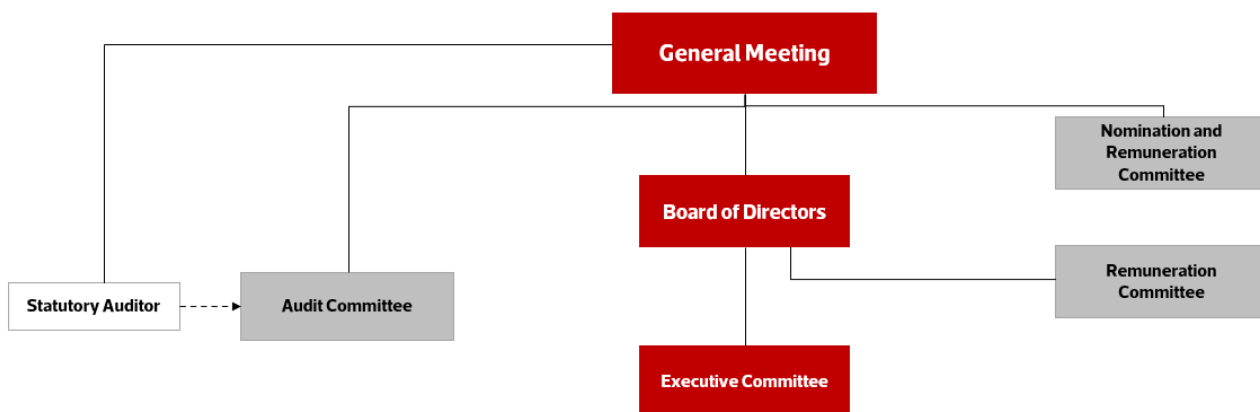 General Meeting
Nomination and
Remuneration
Committee
Board of Directors
Remuneration
Committee
Statutory Auditor
Audit Committee
Executive Committee